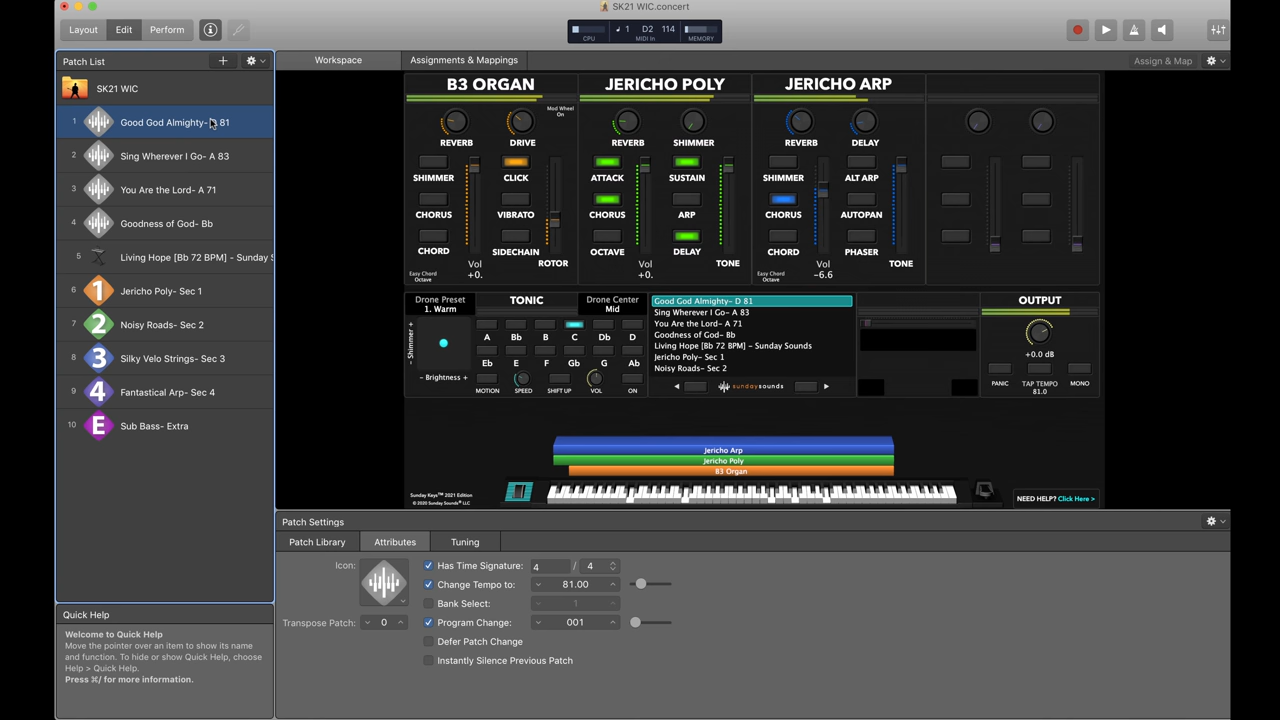 SK21 WIC.concert
Layout
Edit
Perform
1
D2
114
CPU
MIDI In
MEMORY
Patch List
Workspace
Assignments & Mappings
Assign & Map
SK21 WIC
1 Good God Almighty- D 81
2 Sing Wherever I Go- A 83
3 You Are the Lord- A 71
4 Goodness of God- Bb
5 Living Hope [Bb 72 BPM] - Sunday S
6 1 Jericho Poly- Sec 1
7 2 Noisy Roads- Sec 2
8 3 Silky Velo Strings- Sec 3
9 4 Fantastical Arp- Sec 4
10 E Sub Bass- Extra
B3 ORGAN
Mod Wheel
On
REVERB
DRIVE
SHIMMER
CLICK
CHORUS
VIBRATO
CHORD
SIDECHAIN
ROTOR
Vol
+0.
Easy Chord
Octave
JERICHO POLY
REVERB
SHIMMER
ATTACK
SUSTAIN
CHORUS
ARP
OCTAVE
DELAY
TONE
Vol
+0.
JERICHO ARP
REVERB
DELAY
SHIMMER
ALT ARP
CHORUS
AUTOPAN
CHORD
PHASER
TONE
Vol
-6.6
Easy Chord
Octave
Drone Preset
1. Warm
TONIC
Drone Center
Mid
- Shimmer +
- Brightness +
A
Bb
B
C
Db
D
Eb
E
F
Gb
G
Ab
MOTION
SPEED
SHIFT UP
VOL
ON
Good God Almighty- D 81
Sing Wherever I Go- A 83
You Are the Lord- A 71
Goodness of God- Bb
Living Hope [Bb 72 BPM] - Sunday Sounds
Jericho Poly- Sec 1
Noisy Roads- Sec 2
sundaysounds
OUTPUT
+0.0 dB
PANIC
TAP TEMPO
81.0
MONO
Jericho Arp
Jericho Poly
B3 Organ
Sunday Keys™ 2021 Edition
© 2020 Sunday Sounds® LLC
NEED HELP? Click Here >
Patch Settings
Patch Library
Attributes
Tuning
Icon:
Transpose Patch: 0
Has Time Signature: 4 / 4
Change Tempo to: 81.00
Bank Select: 1
Program Change: 001
Defer Patch Change
Instantly Silence Previous Patch
Quick Help
Welcome to Quick Help
Move the pointer over an item to show its name
and function. To hide or show Quick Help, choose
Help > Quick Help.
Press ⌘/ for more information.